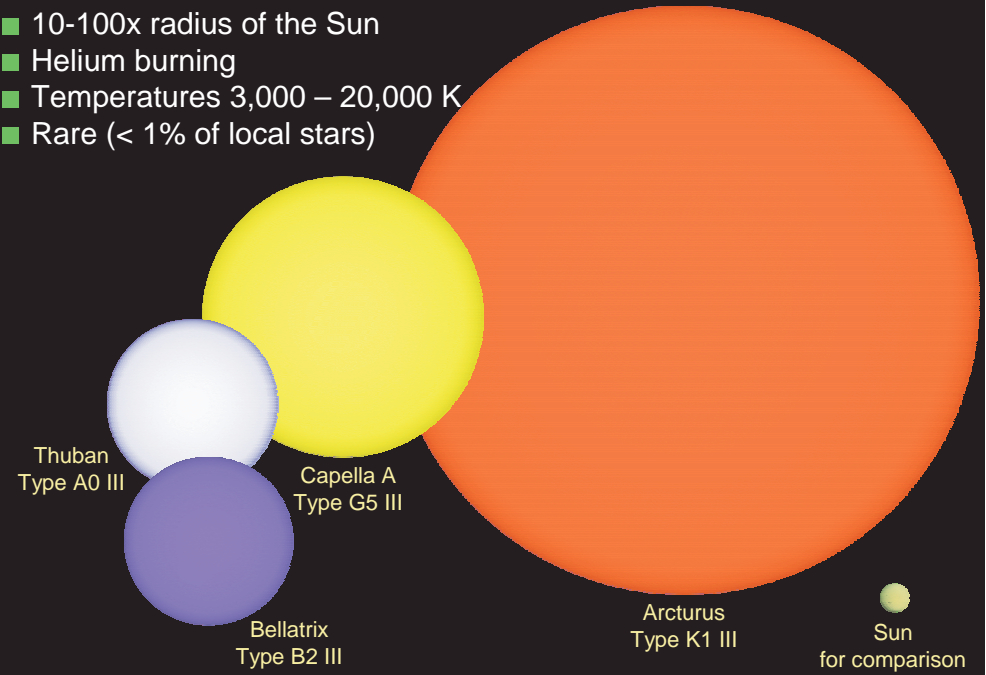 10-100x radius of the Sun
Helium burning
Temperatures 3,000 – 20,000 K
Rare (< 1% of local stars)
Thuban
Type A0 III
Capella A
Type G5 III
Bellatrix
Type B2 III
Arcturus
Type K1 III
Sun
for comparison